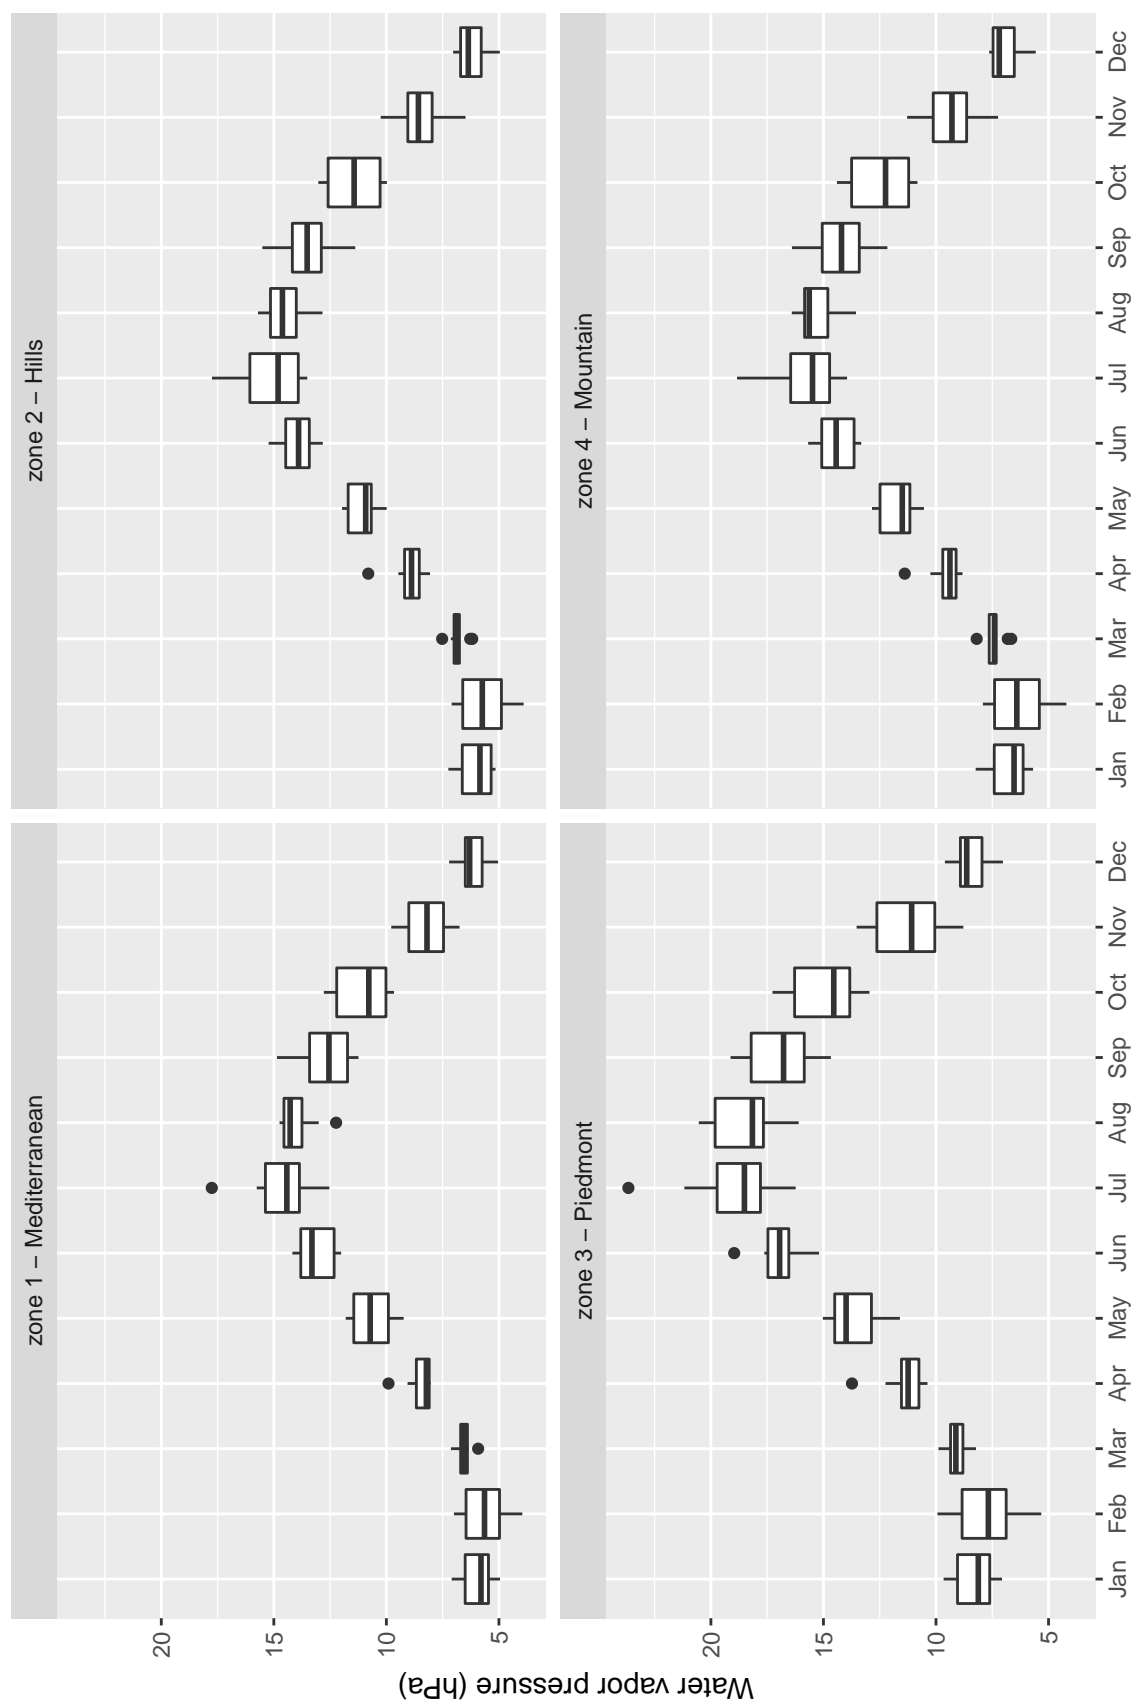 zone 1 – Mediterranean
zone 2 – Hills
zone 3 – Piedmont
zone 4 – Mountain
20
15
10
5
20
15
10
5
Jan Feb Mar Apr May Jun Jul Aug Sep Oct Nov Dec
Jan Feb Mar Apr May Jun Jul Aug Sep Oct Nov Dec
Water vapor pressure (hPa)